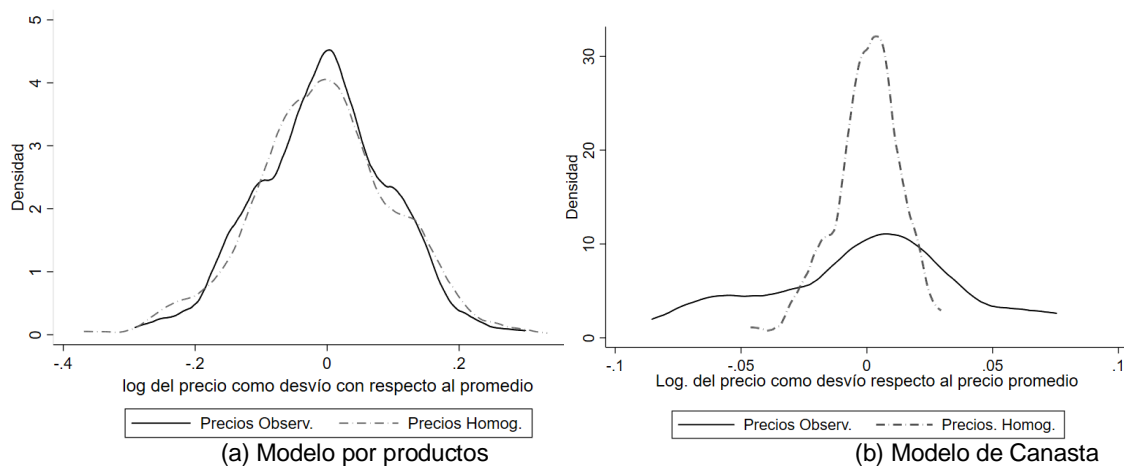 5
4
3
2
1
0
Densidad
-.4
-.2
0
.2
log del precio como desvío con respecto al promedio
Precios Observ.
Precios Homog.
(a) Modelo por productos
30
20
10
0
Densidad
-.1
-.05
0
.05
.1
Log. del precio como desvío respecto al precio promedio
Precios Observ.
Precios. Homog.
(b) Modelo de Canasta